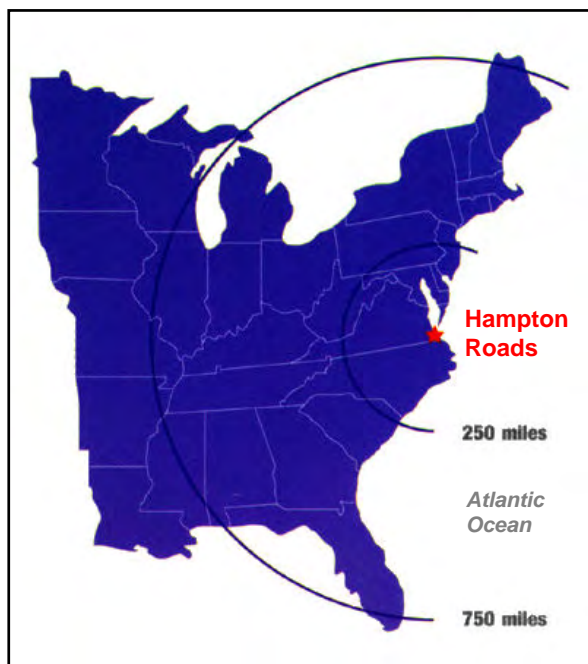 Hampton
Roads
250 miles
Atlantic
Ocean
750 miles